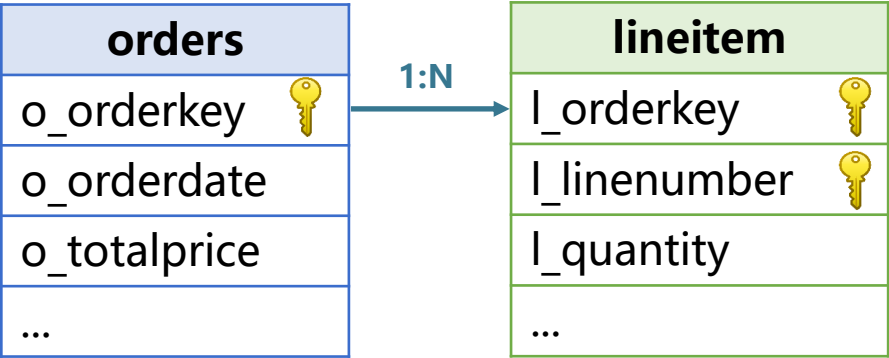 orders
o_orderkey
o_orderdate
o_totalprice
...
1:N
lineitem
l_orderkey
l_linenumber
l_quantity
...